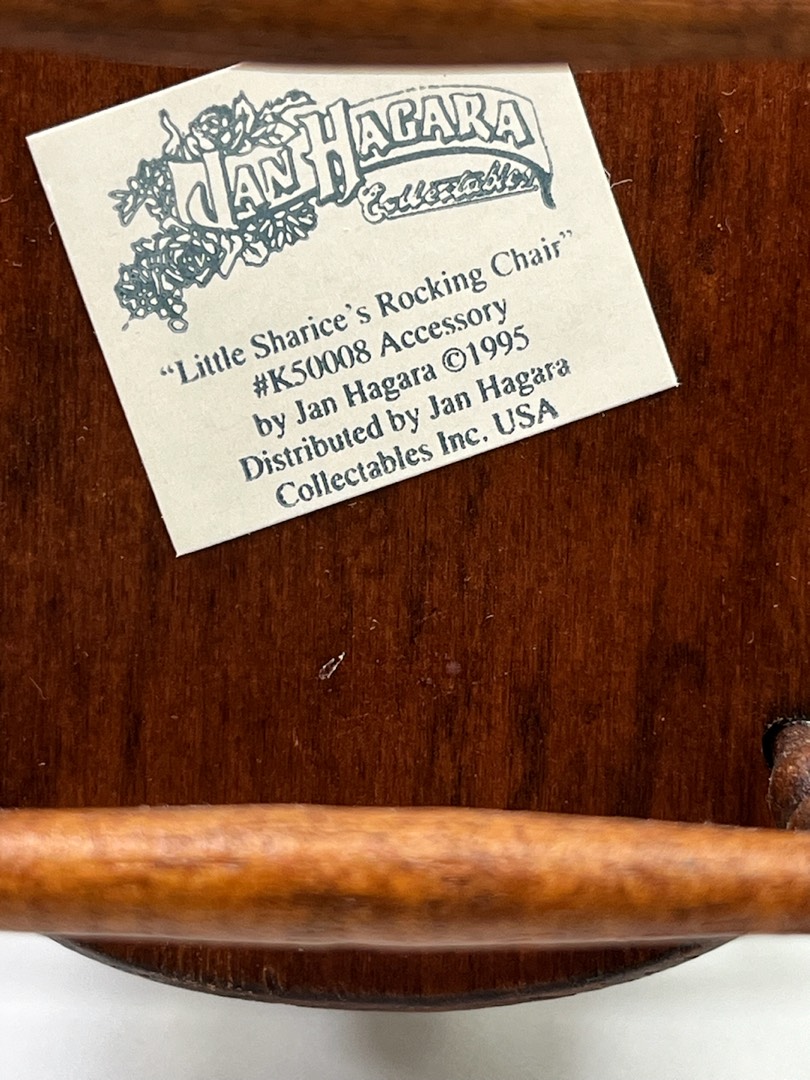 JAN HAGARA
Collectables
“Little Sharice’s Rocking Chair”
#K50008 Accessory
by Jan Hagara ©1995
Distributed by Jan Hagara
Collectables Inc. USA